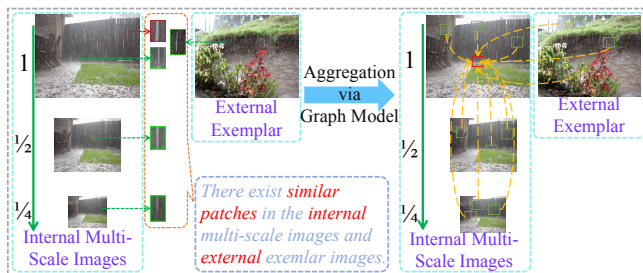 1
½
¼
Internal Multi-
Scale Images
External
Exemplar
There exist similar
patches in the internal
multi-scale images and
external exemlar images.
Aggregation
via
Graph Model
1
½
¼
Internal Multi-
Scale Images
External
Exemplar